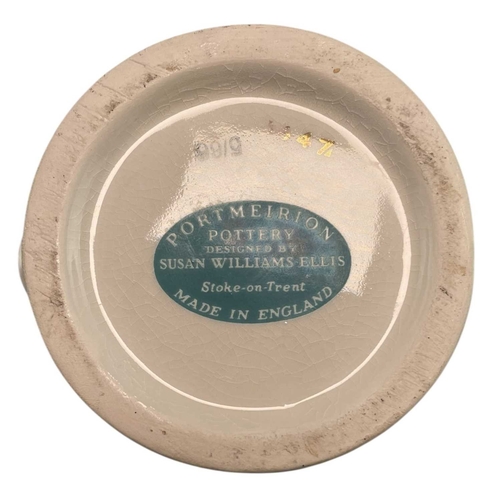 PORTMEIRION
POTTERY
DESIGNED BY
SUSAN WILLIAMS-ELLIS
Stoke-on-Trent
MADE IN ENGLAND